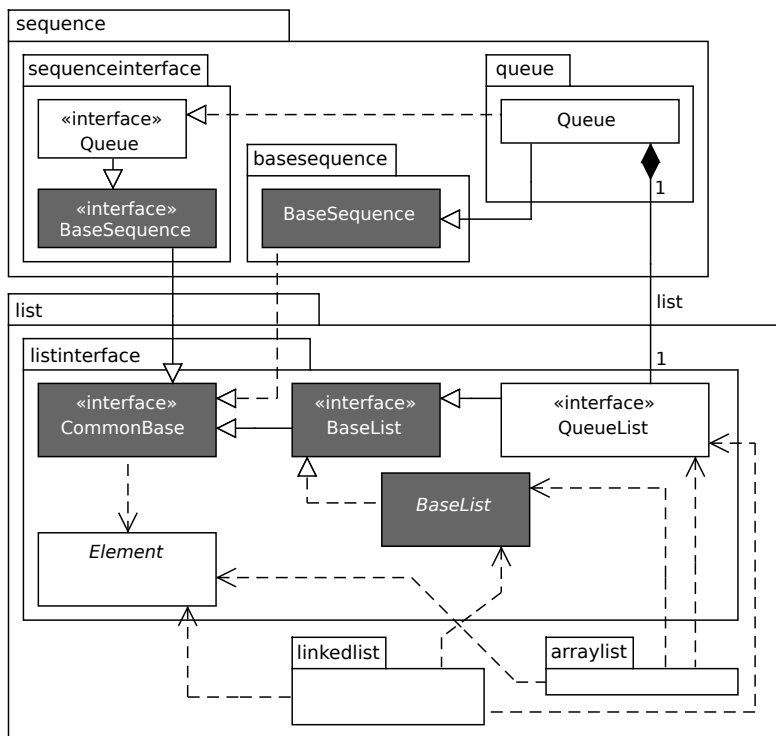 sequence
sequenceinterface
queue
«interface»
Queue
Queue
basesequence
1
«interface»
BaseSequence
BaseSequence
list
list
listinterface
1
«interface»
CommonBase
«interface»
BaseList
«interface»
QueueList
BaseList
Element
linkedlist
arraylist